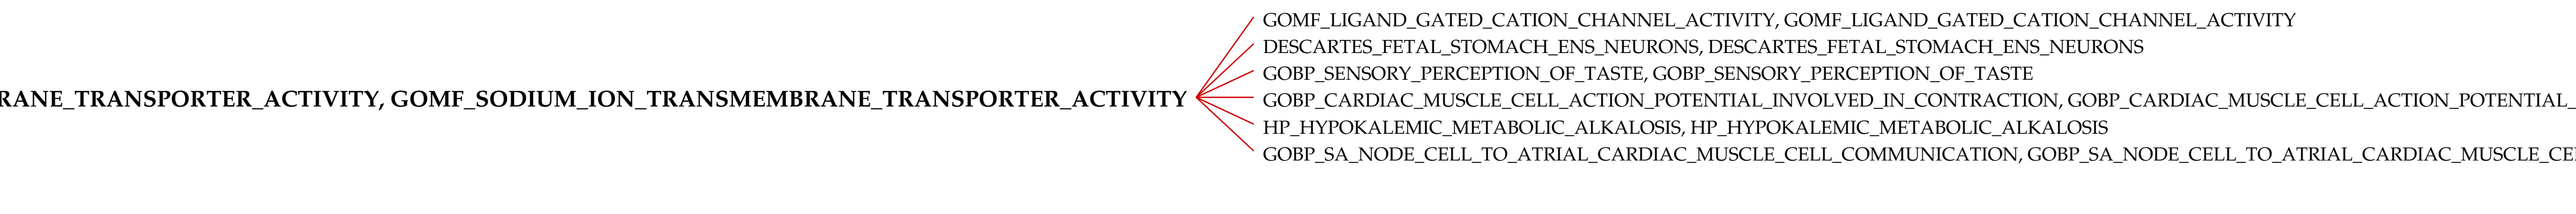 GOMF_LIGAND_GATED_CATION_CHANNEL_ACTIVITY, GOMF_LIGAND_GATED_CATION_CHANNEL_ACTIVITY
DESCARTES_FETAL_STOMACH_ENS_NEURONS, DESCARTES_FETAL_STOMACH_ENS_NEURONS
GOBP_SENSORY_PERCEPTION_OF_TASTE, GOBP_SENSORY_PERCEPTION_OF_TASTE
RANE_TRANSPORTER_ACTIVITY, GOMF_SODIUM_ION_TRANSMEMBRANE_TRANSPORTER_ACTIVITY
GOBP_CARDIAC_MUSCLE_CELL_ACTION_POTENTIAL_INVOLVED_IN_CONTRACTION, GOBP_CARDIAC_MUSCLE_CELL_ACTION_POTENTIAL_
HP_HYPOKALEMIC_METABOLIC_ALKALOSIS, HP_HYPOKALEMIC_METABOLIC_ALKALOSIS
GOBP_SA_NODE_CELL_TO_ATRIAL_CARDIAC_MUSCLE_CELL_COMMUNICATION, GOBP_SA_NODE_CELL_TO_ATRIAL_CARDIAC_MUSCLE_CE